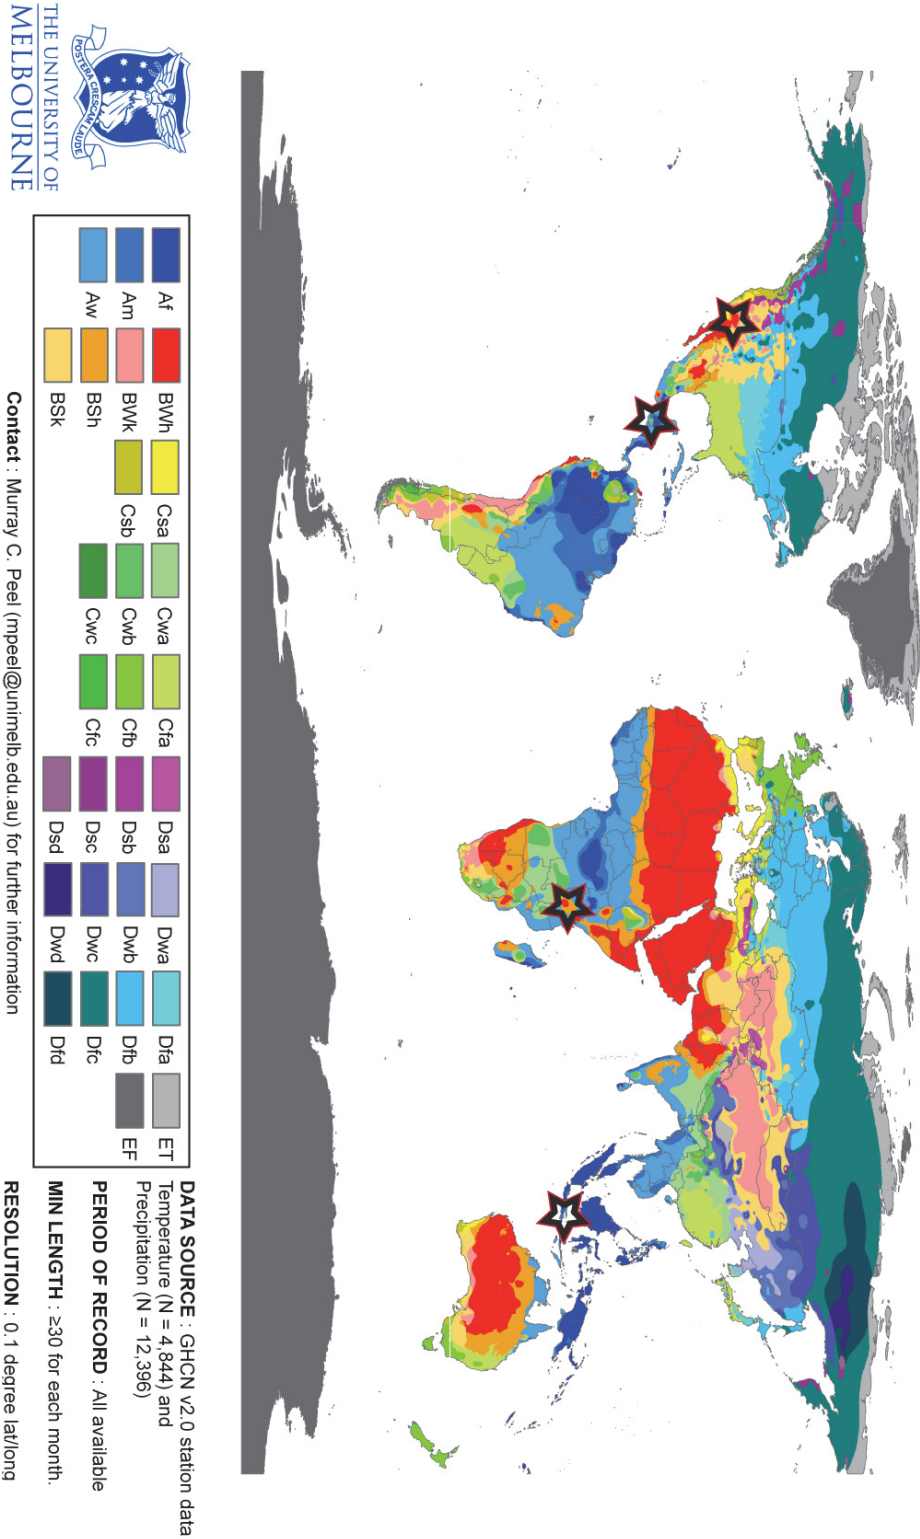 THE UNIVERSITY OF
MELBOURNE
POSTERA CRESCAM LAUDE
Af
Am
Aw
BWh
BWk
BSh
BSk
Csa
Csb
Cwa
Cwb
Cwc
Cfa
Cfb
Cfc
Dsa
Dsb
Dsc
Dsd
Dwa
Dwb
Dwc
Dwd
Dfa
Dfb
Dfc
Dfd
ET
EF
Contact : Murray C. Peel (mpeel@unimelb.edu.au) for further information
DATA SOURCE : GHCN v2.0 station data
Temperature (N = 4,844) and
Precipitation (N = 12,396)
PERIOD OF RECORD : All available
MIN LENGTH : ≥30 for each month.
RESOLUTION : 0.1 degree lat/long